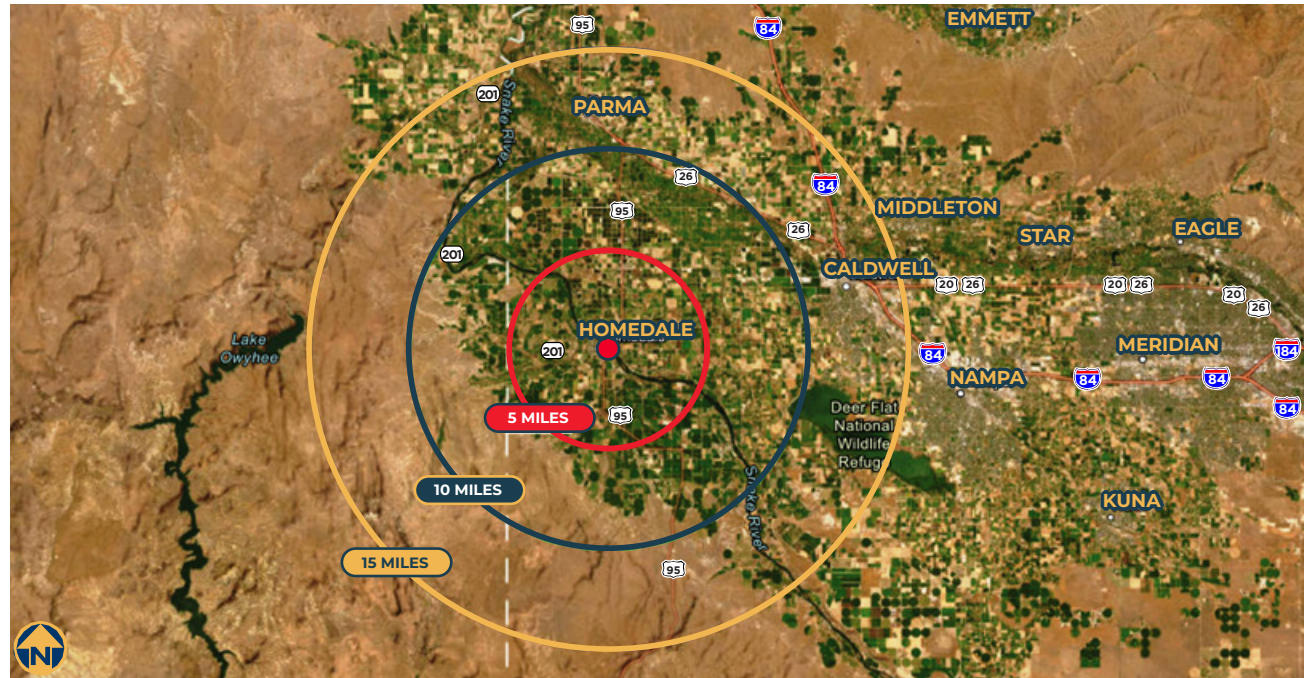 EMMETT
95
84
201
Snake River
PARMA
26
84
95
MIDDLETON
26
STAR
EAGLE
201
CALDWELL
20
26
20
26
20
26
HOMEDALE
Lake
Owyhee
201
84
MERIDIAN
184
NAMPA
84
84
84
5 MILES
95
Deer Flat
National
Wildlife
Refuge
10 MILES
Snake River
KUNA
15 MILES
95
N